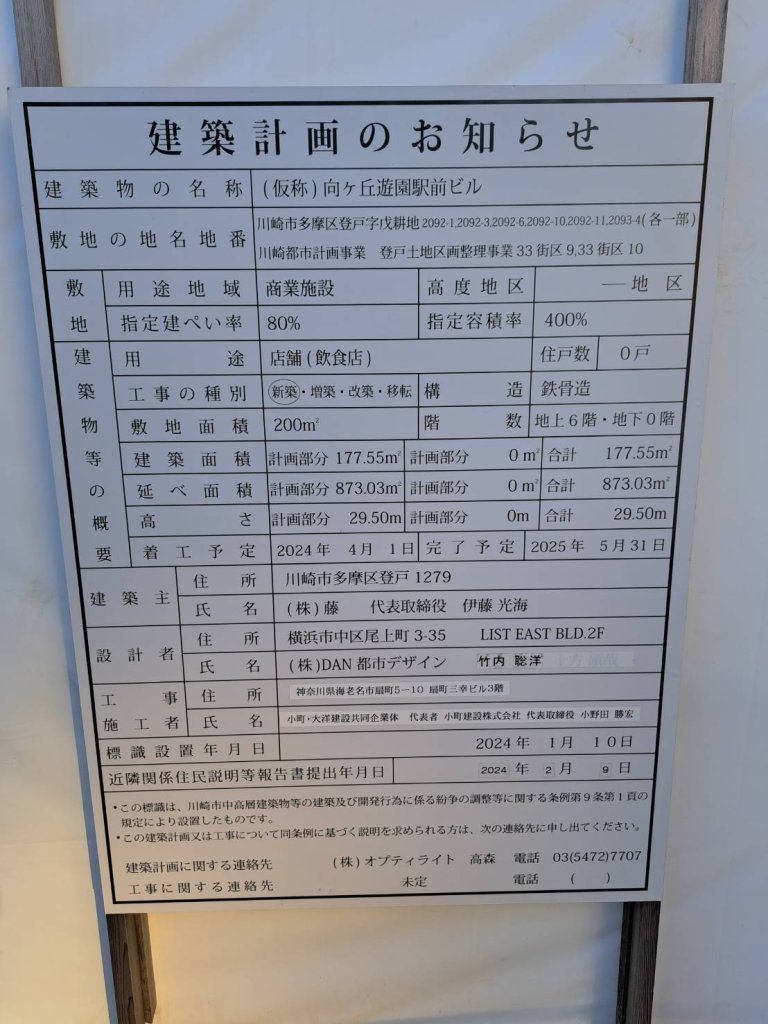 建築計画のお知らせ
建築物の名称 (仮称)向ヶ丘遊園駅前ビル
敷地の地名地番 川崎市多摩区登戸字戊耕地2092-1,2092-3,2092-6,2092-10,2092-11,2093-4(各一部)
川崎都市計画事業 登戸土地区画整理事業33街区9,33街区10
敷地 用途地域 商業施設 高度地区 ―地区
指定建ぺい率 80% 指定容積率 400%
建築物等の概要 用途 店舗(飲食店) 住戸数 0戸
工事の種別 新築・増築・改築・移転 構造 鉄骨造
敷地面積 200m² 階数 地上6階・地下0階
建築面積 計画部分 177.55m² 計画部分 0m² 合計 177.55m²
延べ面積 計画部分 873.03m² 計画部分 0m² 合計 873.03m²
高さ 計画部分 29.50m 計画部分 0m 合計 29.50m
着工予定 2024年 4月 1日 完了予定 2025年 5月31日
建築主 住所 川崎市多摩区登戸1279
氏名 (株)藤 代表取締役 伊藤 光海
設計者 住所 横浜市中区尾上町3-35 LIST EAST BLD.2F
氏名 (株)DAN都市デザイン 竹内 聡洋
工事施工者 住所 神奈川県海老名市扇町5-10 扇町三幸ビル3階
氏名 小町・大洋建設共同企業体 代表者 小町建設株式会社 代表取締役 小野田 勝宏
標識設置年月日 2024年 1月 10日
近隣関係住民説明等報告書提出年月日 2024 年 2 月 9 日
•この標識は、川崎市中高層建築物等の建築及び開発行為に係る紛争の調整等に関する条例第9条第1項の
規定により設置したものです。
•この建築計画又は工事について同条例に基づく説明を求められる方は、次の連絡先に申し出てください。
建築計画に関する連絡先 (株)オプティライト 高森 電話 03(5472)7707
工事に関する連絡先 未定 電話 ( )